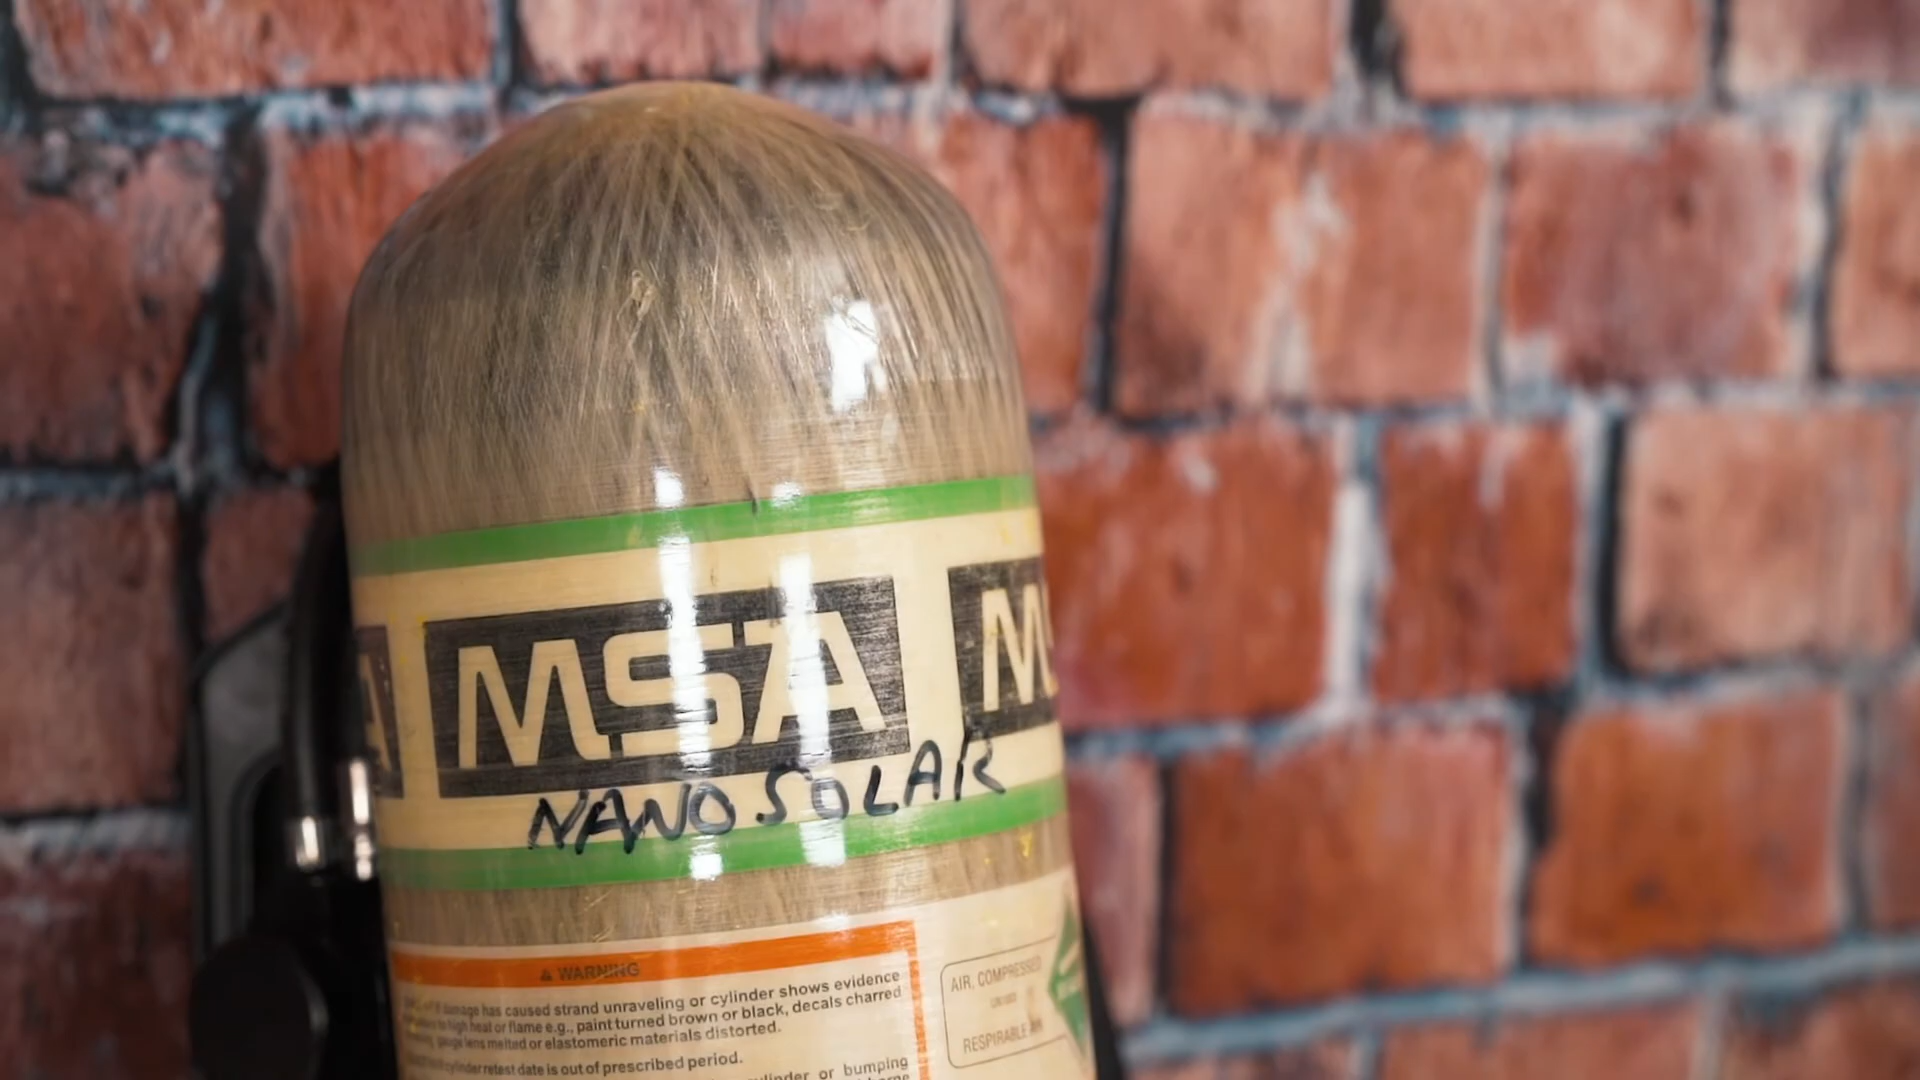 MSA
NANO SOLAR
⚠ WARNING
damage has caused strand unraveling or cylinder shows evidence
to high heat or flame e.g., paint turned brown or black, decals charred
gauge lens melted or elastomeric materials distorted.
cylinder retest date is out of prescribed period.
cylinder or bumping
AIR, COMPRESSED
RESPIRABLE AIR